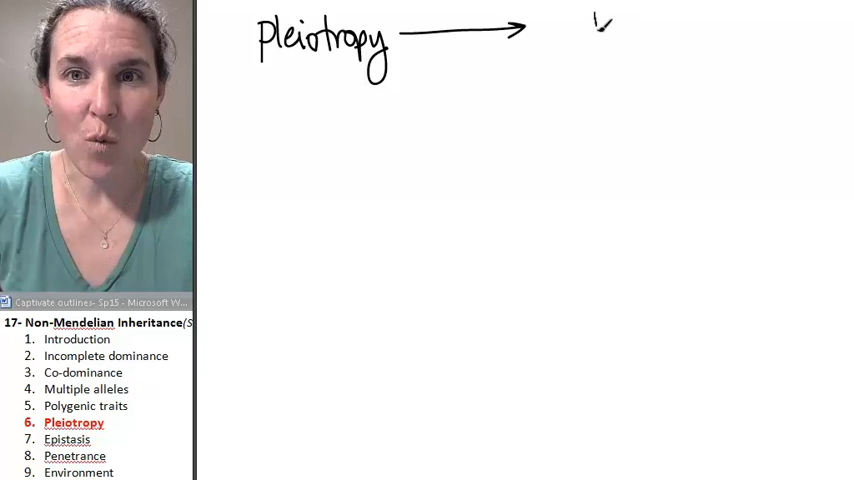 pleiotropy
Captivate outlines- Sp15 - Microsoft W...
17- Non-Mendelian Inheritance(S
1. Introduction
2. Incomplete dominance
3. Co-dominance
4. Multiple alleles
5. Polygenic traits
6. Pleiotropy
7. Epistasis
8. Penetrance
9. Environment